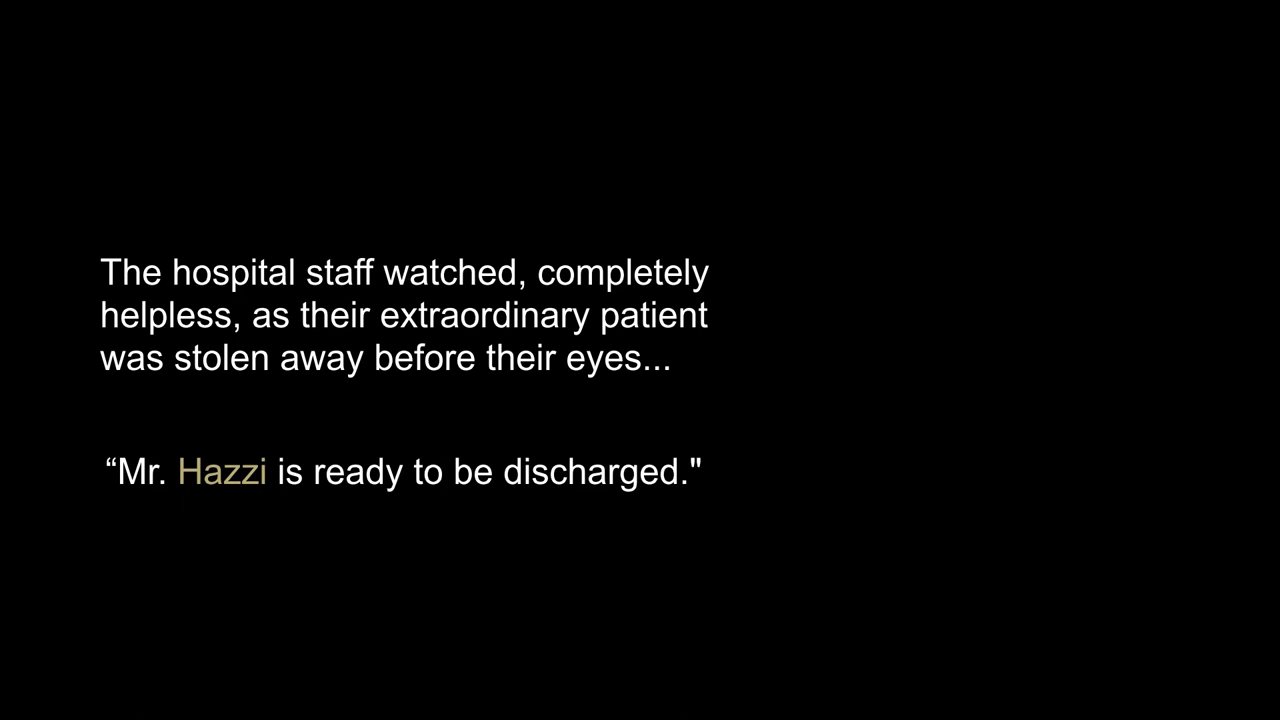 The hospital staff watched, completely
helpless, as their extraordinary patient
was stolen away before their eyes...
“Mr. Hazzi is ready to be discharged."